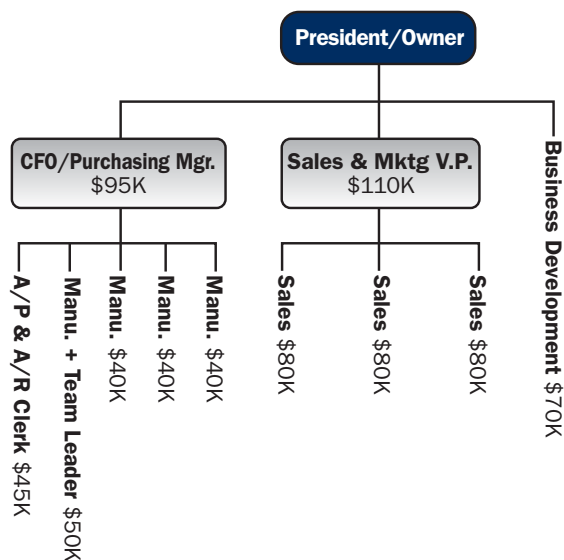 President/Owner
CFO/Purchasing Mgr.
$95K
Sales & Mktg V.P.
$110K
Business Development $70K
A/P & A/R Clerk $45K
Manu. + Team Leader $50K
Manu. $40K
Manu. $40K
Manu. $40K
Sales $80K
Sales $80K
Sales $80K